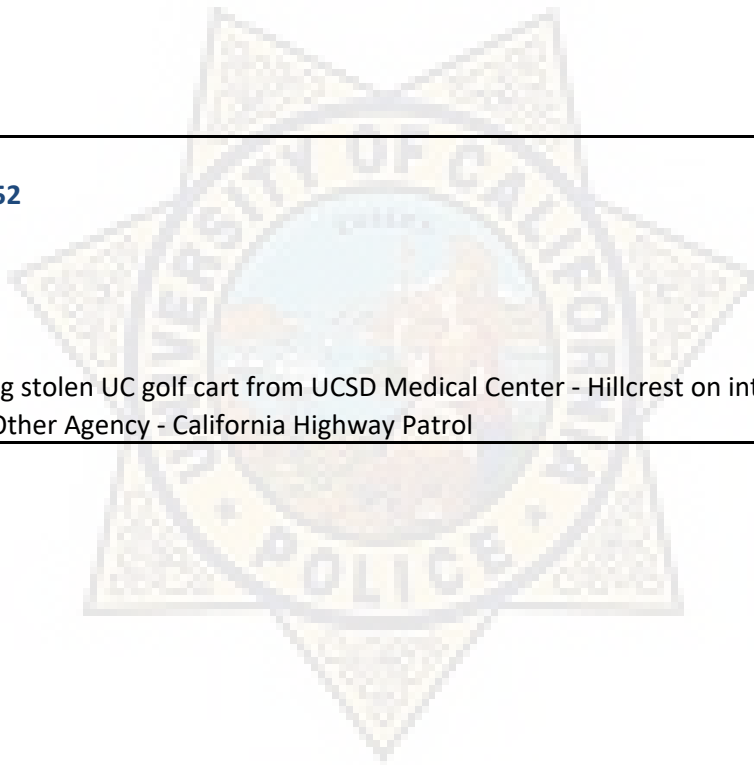 52
g stolen UC golf cart from UCSD Medical Center - Hillcrest on int
Other Agency - California Highway Patrol
UNIVERSITY OF CALIFORNIA
POLICE